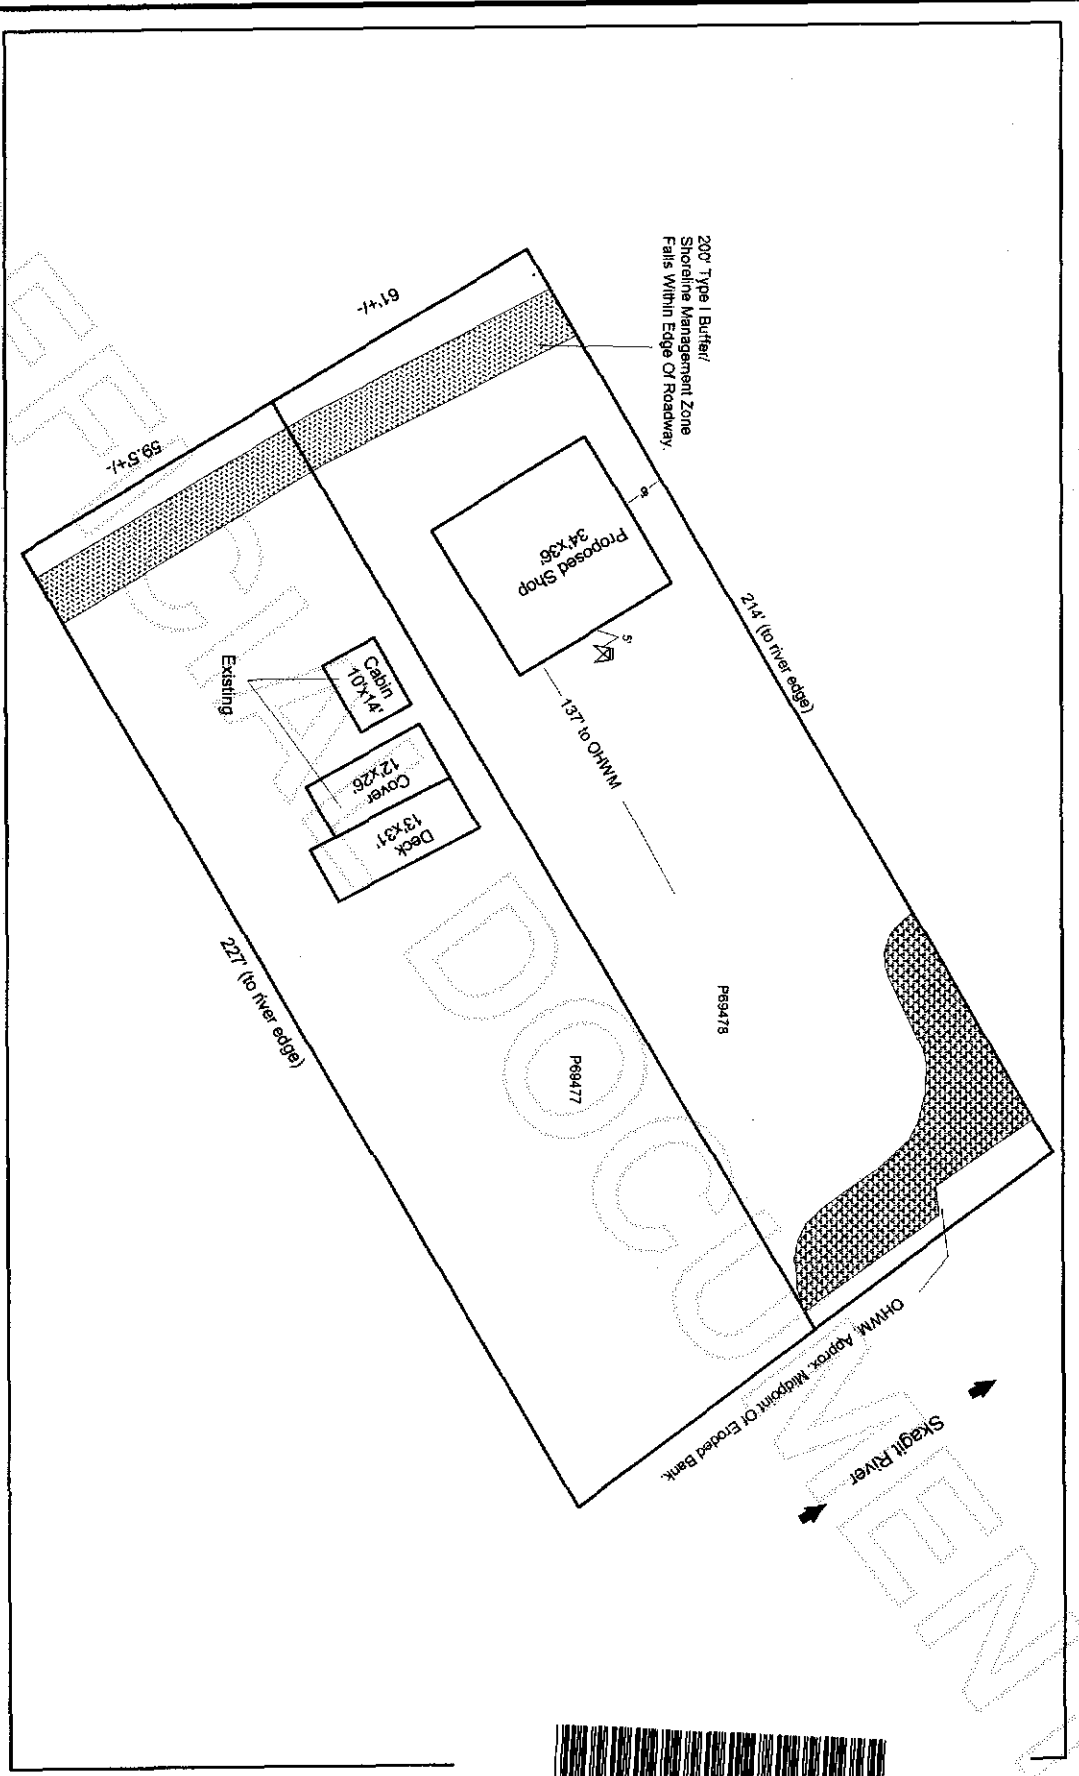 200' Type I Buffer/
Shoreline Management Zone
Falls Within Edge Of Roadway.
61'+/-
59.5'+/-
8'
Proposed Shop
34'x36'
5'
214' (to river edge)
137' to OHWM
Cabin
10'x14'
Existing
Cover
12'x26'
Deck
13'x31'
227' (to river edge)
P69478
P69477
OHWM, Approx. Midpoint Of Eroded Bank.
Skagit River
DOCUMENT